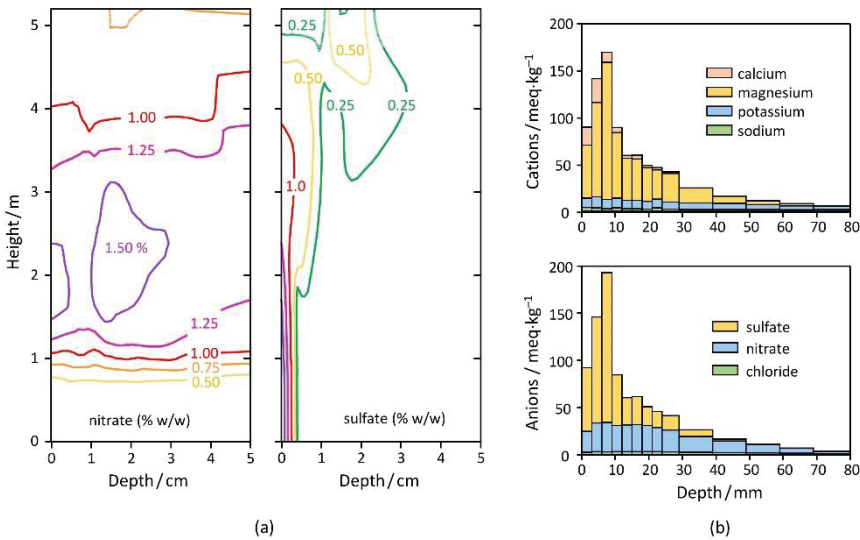 5
4
3
2
1
0
Height / m
0.75
1.00
1.25
1.50 %
1.25
1.00
0.75
0.50
nitrate (% w/w)
0 1 2 3 4 5
Depth / cm
0.25
0.50
0.50
0.25
0.25
1.0
sulfate (% w/w)
0 1 2 3 4 5
Depth / cm
(a)
200
150
100
50
0
Cations / meq·kg⁻¹
calcium
magnesium
potassium
sodium
0 10 20 30 40 50 60 70 80
200
150
100
50
0
Anions / meq·kg⁻¹
sulfate
nitrate
chloride
0 10 20 30 40 50 60 70 80
Depth / mm
(b)